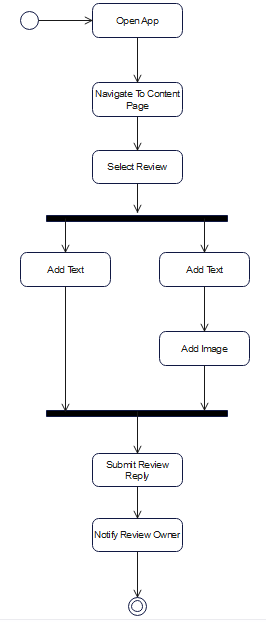 Open App
Navigate To Content
Page
Select Review
Add Text
Add Text
Add Image
Submit Review
Reply
Notify Review Owner